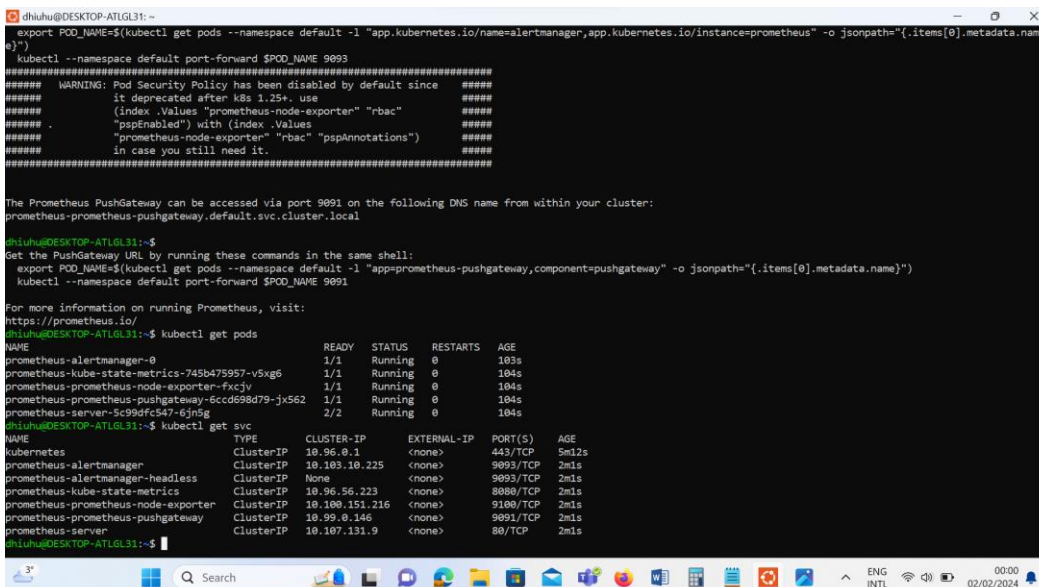 dhiuhu@DESKTOP-ATLGL31: ~
export POD_NAME=$(kubectl get pods --namespace default -l "app.kubernetes.io/name=alertmanager,app.kubernetes.io/instance=prometheus" -o jsonpath="{.items[0].metadata.nam
e}")
kubectl --namespace default port-forward $POD_NAME 9093
#################################################################################
###### WARNING: Pod Security Policy has been disabled by default since #####
###### it deprecated after k8s 1.25+. use #####
###### (index .Values "prometheus-node-exporter" "rbac" #####
###### . "pspEnabled") with (index .Values #####
###### "prometheus-node-exporter" "rbac" "pspAnnotations") #####
###### in case you still need it. #####
#################################################################################
The Prometheus PushGateway can be accessed via port 9091 on the following DNS name from within your cluster:
prometheus-prometheus-pushgateway.default.svc.cluster.local
dhiuhu@DESKTOP-ATLGL31:~$
Get the PushGateway URL by running these commands in the same shell:
export POD_NAME=$(kubectl get pods --namespace default -l "app=prometheus-pushgateway,component=pushgateway" -o jsonpath="{.items[0].metadata.name}")
kubectl --namespace default port-forward $POD_NAME 9091
For more information on running Prometheus, visit:
https://prometheus.io/
dhiuhu@DESKTOP-ATLGL31:~$ kubectl get pods
NAME READY STATUS RESTARTS AGE
prometheus-alertmanager-0 1/1 Running 0 103s
prometheus-kube-state-metrics-745b475957-v5xg6 1/1 Running 0 104s
prometheus-prometheus-node-exporter-fxcjv 1/1 Running 0 104s
prometheus-prometheus-pushgateway-6ccd698d79-jx562 1/1 Running 0 104s
prometheus-server-5c99dfc547-6jn5g 2/2 Running 0 104s
dhiuhu@DESKTOP-ATLGL31:~$ kubectl get svc
NAME TYPE CLUSTER-IP EXTERNAL-IP PORT(S) AGE
kubernetes ClusterIP 10.96.0.1 <none> 443/TCP 5m12s
prometheus-alertmanager ClusterIP 10.103.10.225 <none> 9093/TCP 2m1s
prometheus-alertmanager-headless ClusterIP None <none> 9093/TCP 2m1s
prometheus-kube-state-metrics ClusterIP 10.96.56.223 <none> 8080/TCP 2m1s
prometheus-prometheus-node-exporter ClusterIP 10.100.151.216 <none> 9100/TCP 2m1s
prometheus-prometheus-pushgateway ClusterIP 10.99.0.146 <none> 9091/TCP 2m1s
prometheus-server ClusterIP 10.107.131.9 <none> 80/TCP 2m1s
dhiuhu@DESKTOP-ATLGL31:~$
3° Search ENG 00:00
INTL 02/02/2024